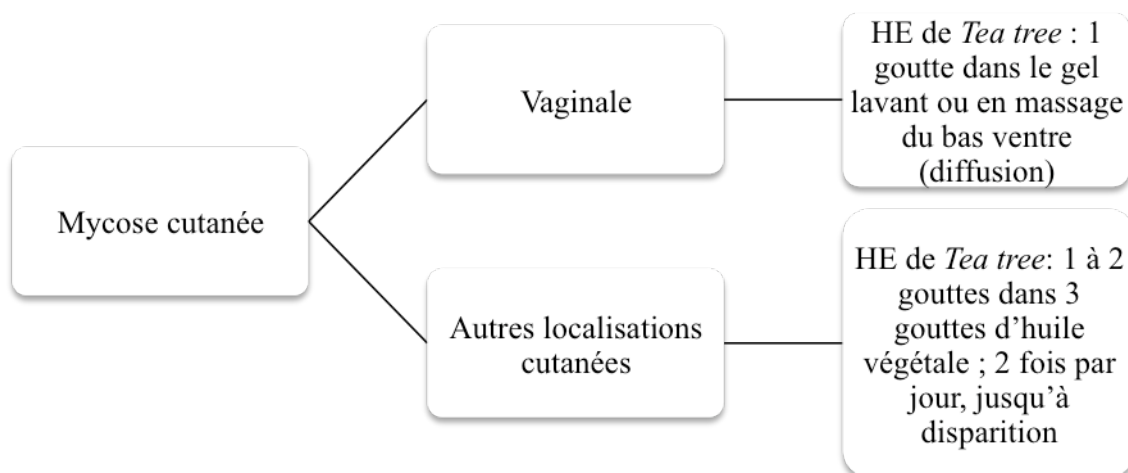 Mycose cutanée
Vaginale
HE de Tea tree : 1
goutte dans le gel
lavant ou en massage
du bas ventre
(diffusion)
Autres localisations
cutanées
HE de Tea tree: 1 à 2
gouttes dans 3
gouttes d’huile
végétale ; 2 fois par
jour, jusqu’à
disparition